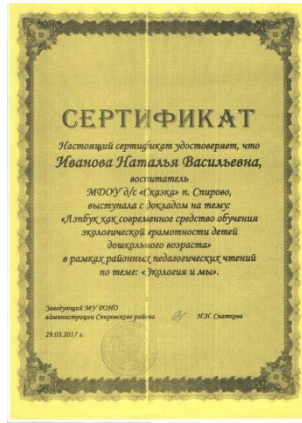 СЕРТИФИКАТ
Настоящий сертификат удостоверяет, что
Иванова Наталья Васильевна,
воспитатель
МДОУ д/с «Сказка» п. Спирово,
выступала с докладом на тему:
«Лэпбук как современное средство обучения
экологической грамотности детей
дошкольного возраста»
в рамках районных педагогических чтений
по теме: «Экология и мы».
Заведующий МУ РОНО
администрации Спировского района Н.Н. Снаткова
29.03.2017 г.